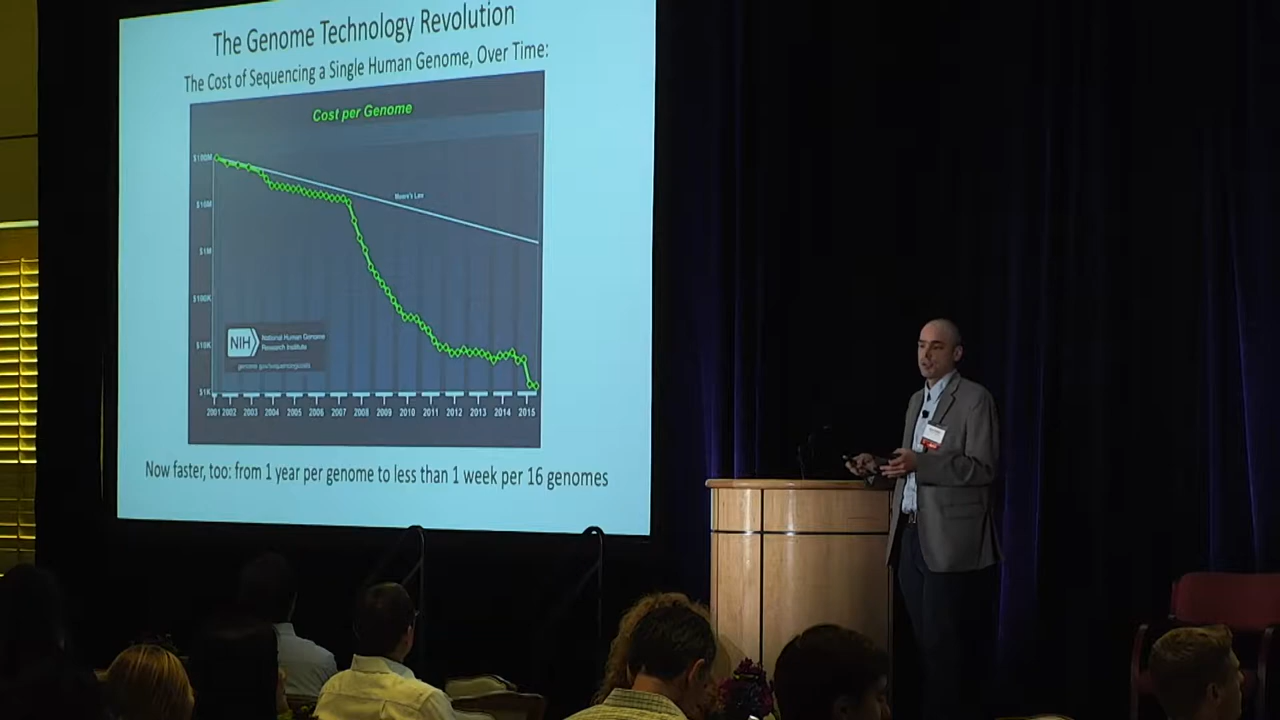 The Genome Technology Revolution
The Cost of Sequencing a Single Human Genome, Over Time:
Cost per Genome
$100M
Moore's Law
$10M
$1M
$100K
NIH
National Human Genome
Research Institute
genome.gov/sequencingcosts
$10K
$1K
2001 2002 2003 2004 2005 2006 2007 2008 2009 2010 2011 2012 2013 2014 2015
Now faster, too: from 1 year per genome to less than 1 week per 16 genomes